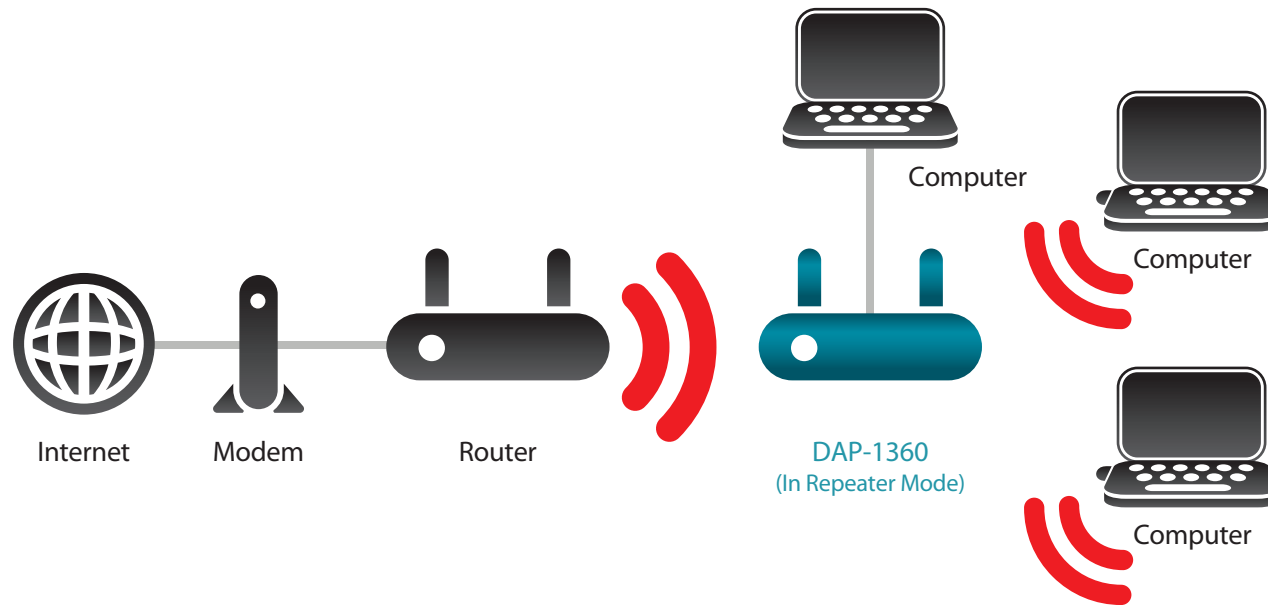 Computer
Computer
Internet
Modem
Router
DAP-1360
(In Repeater Mode)
Computer